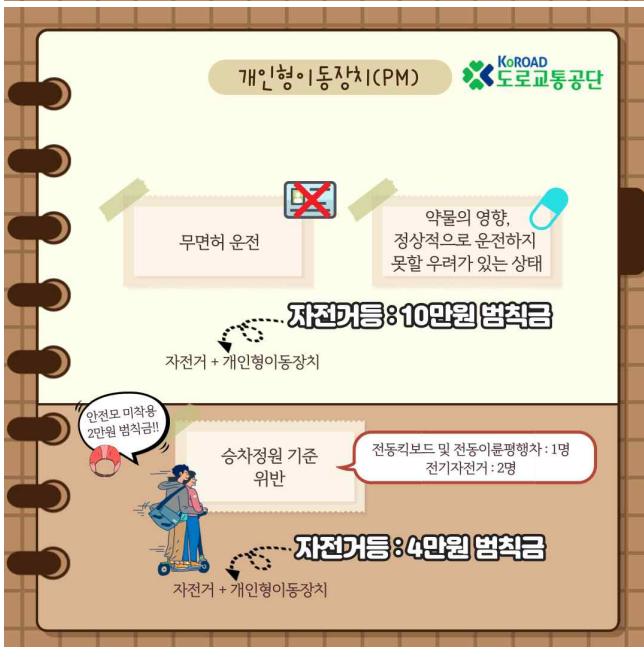 개인형이동장치(PM)
KoROAD
도로교통공단
무면허 운전
약물의 영향,
정상적으로 운전하지
못할 우려가 있는 상태
자전거등 : 10만원 범칙금
자전거 + 개인형이동장치
안전모 미착용
2만원 범칙금!!
승차정원 기준
위반
전동킥보드 및 전동이륜평행차 : 1명
전기자전거 : 2명
자전거등 : 4만원 범칙금
자전거 + 개인형이동장치